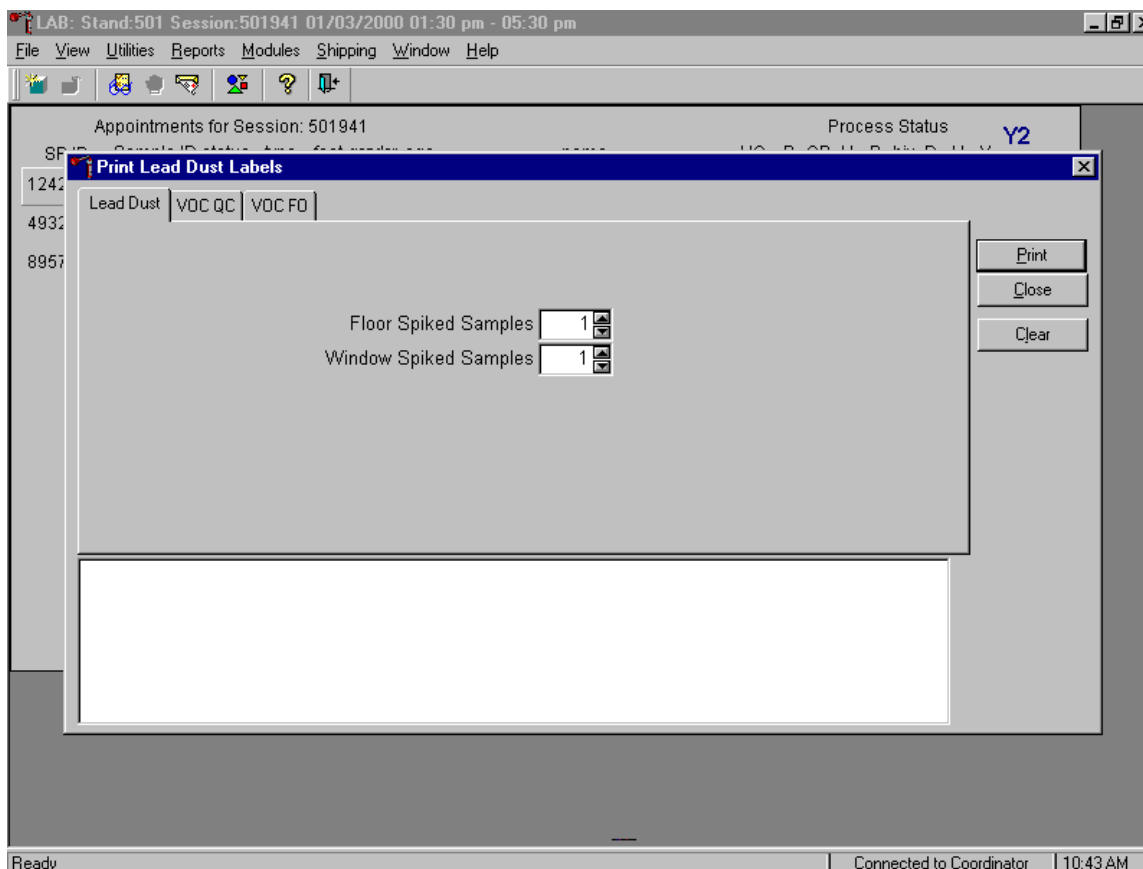 LAB: Stand:501 Session:501941 01/03/2000 01:30 pm - 05:30 pm
File View Utilities Reports Modules Shipping Window Help
Appointments for Session: 501941 Process Status Y2
SP ID
Print Lead Dust Labels
1242
Lead Dust VOC QC VOC FO
4932
8957
Print
Close
Clear
Floor Spiked Samples 1
Window Spiked Samples 1
Ready Connected to Coordinator 10:43 AM